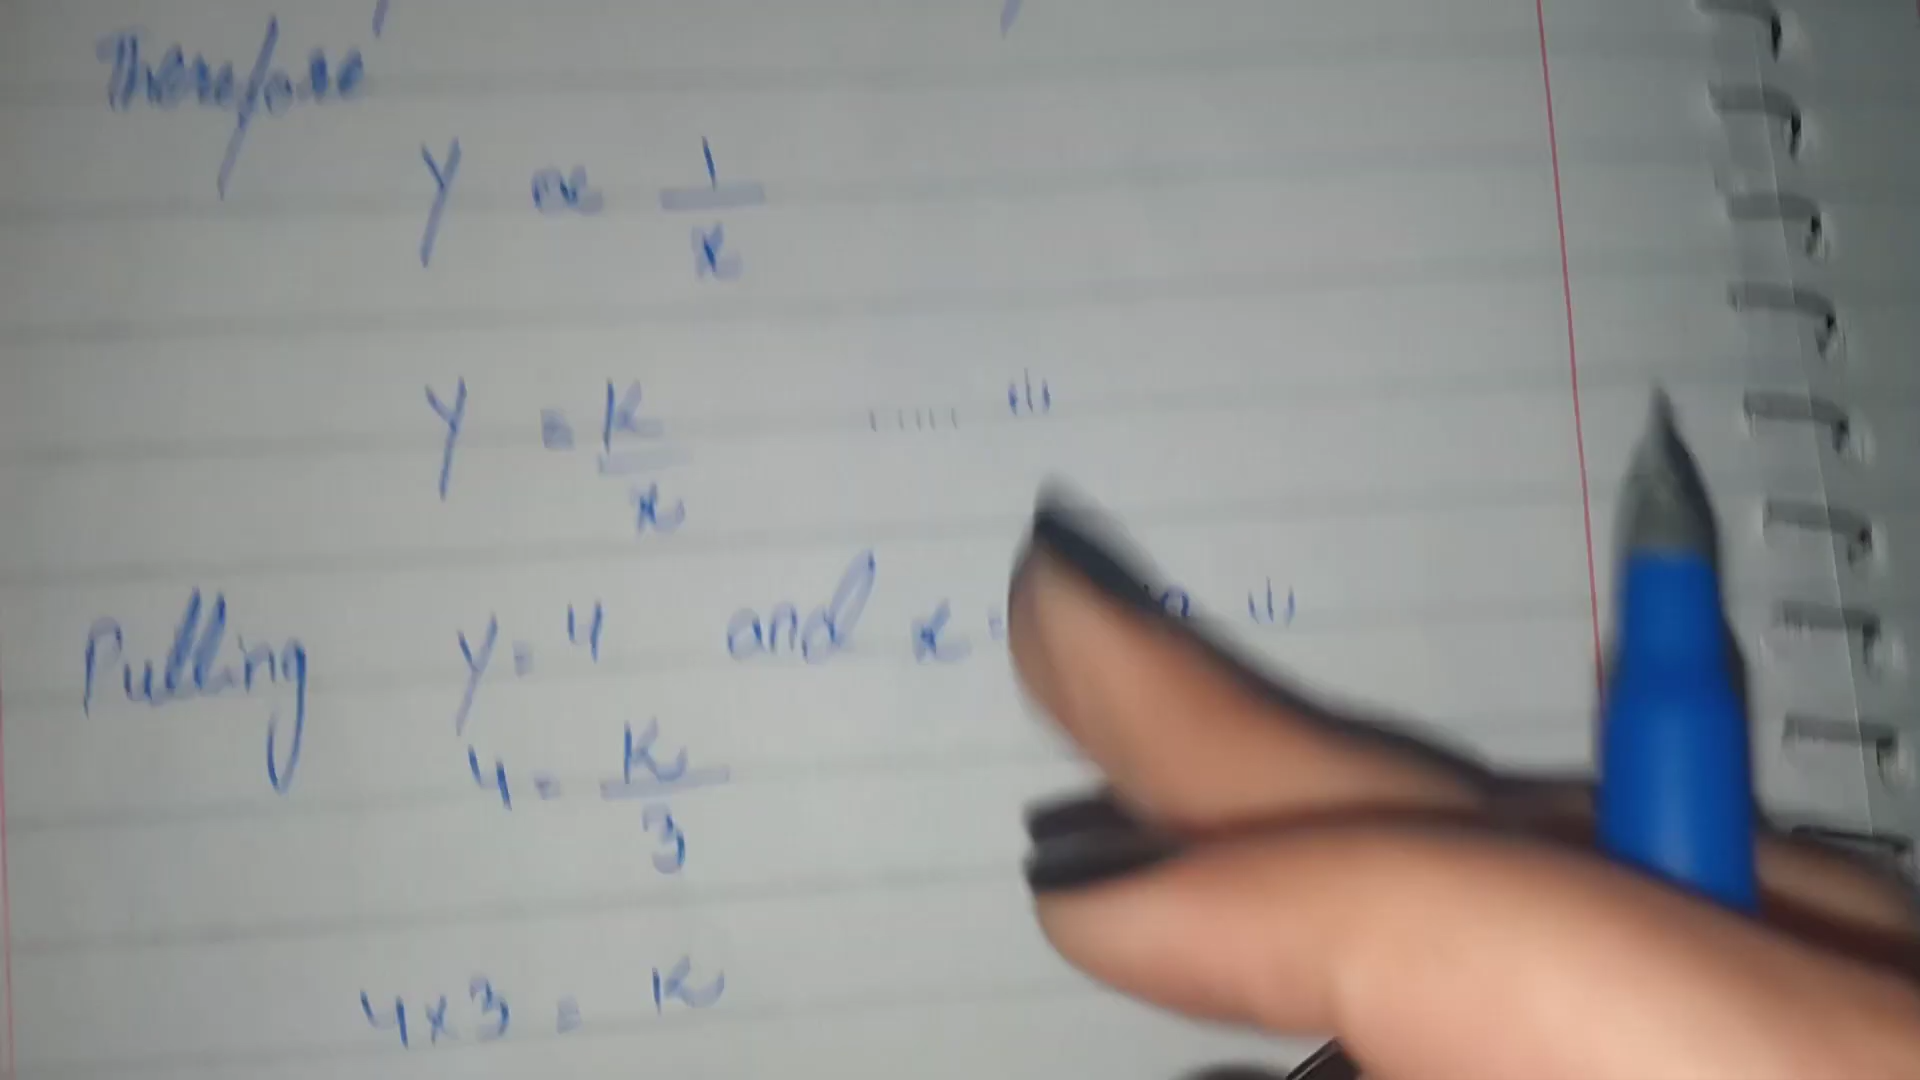 Therefore
y ∝ 1/x
y = K/x ..... (i)
Putting y = 4 and x = (i)
4 = K/3
4 × 3 = K